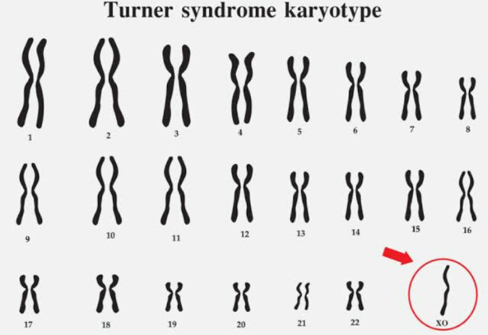 Turner syndrome karyotype
1 2 3 4 5 6 7 8
9 10 11 12 13 14 15 16
17 18 19 20 21 22 XO